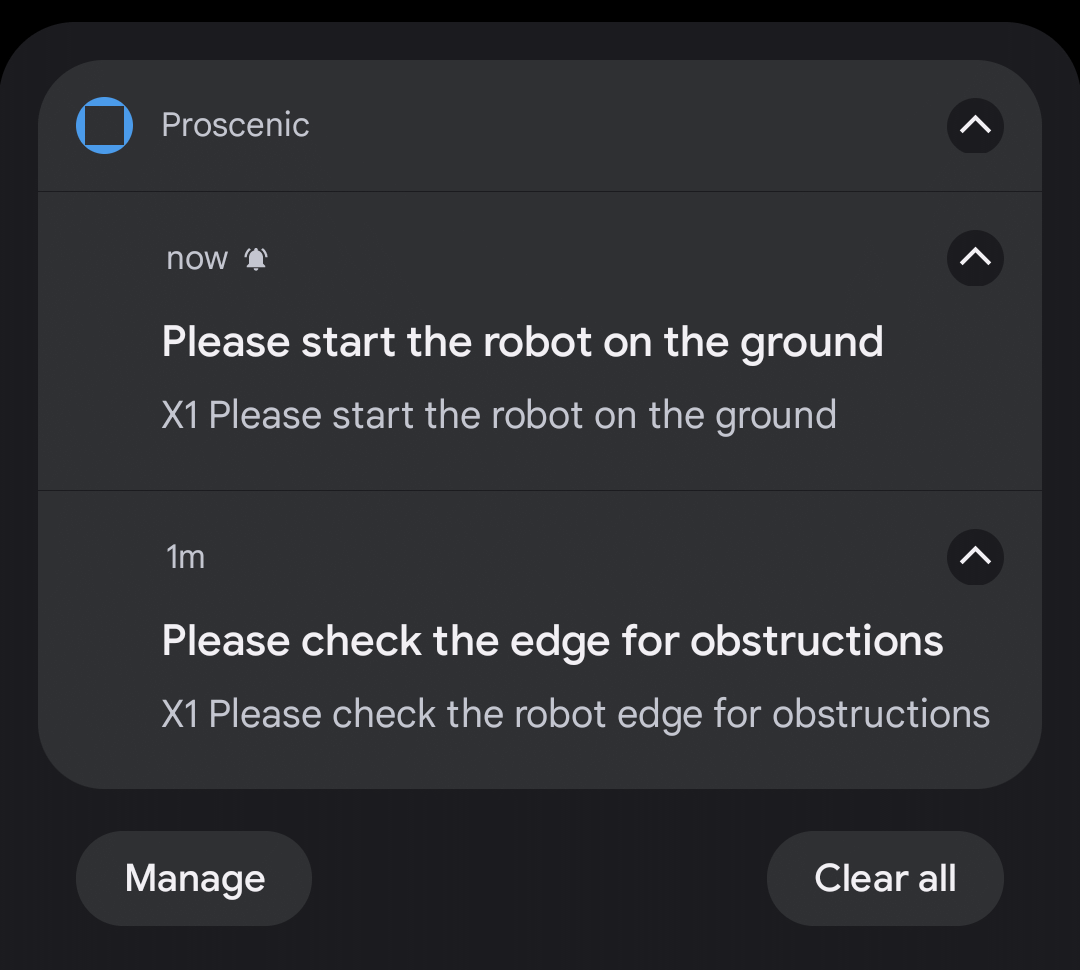 Proscenic
now
Please start the robot on the ground
X1 Please start the robot on the ground
1m
Please check the edge for obstructions
X1 Please check the robot edge for obstructions
Manage
Clear all